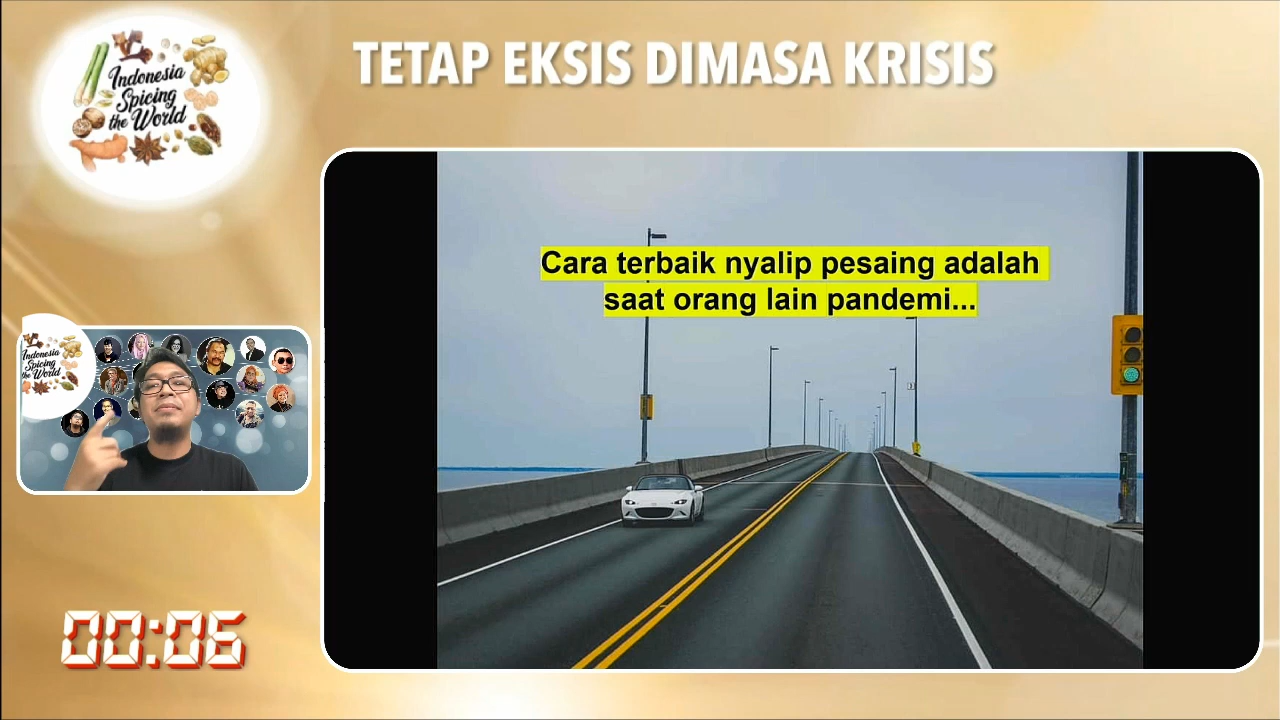 Indonesia
Spicing
the World
TETAP EKSIS DIMASA KRISIS
Cara terbaik nyalip pesaing adalah
saat orang lain pandemi...
Indonesia
Spicing
the World
00:06